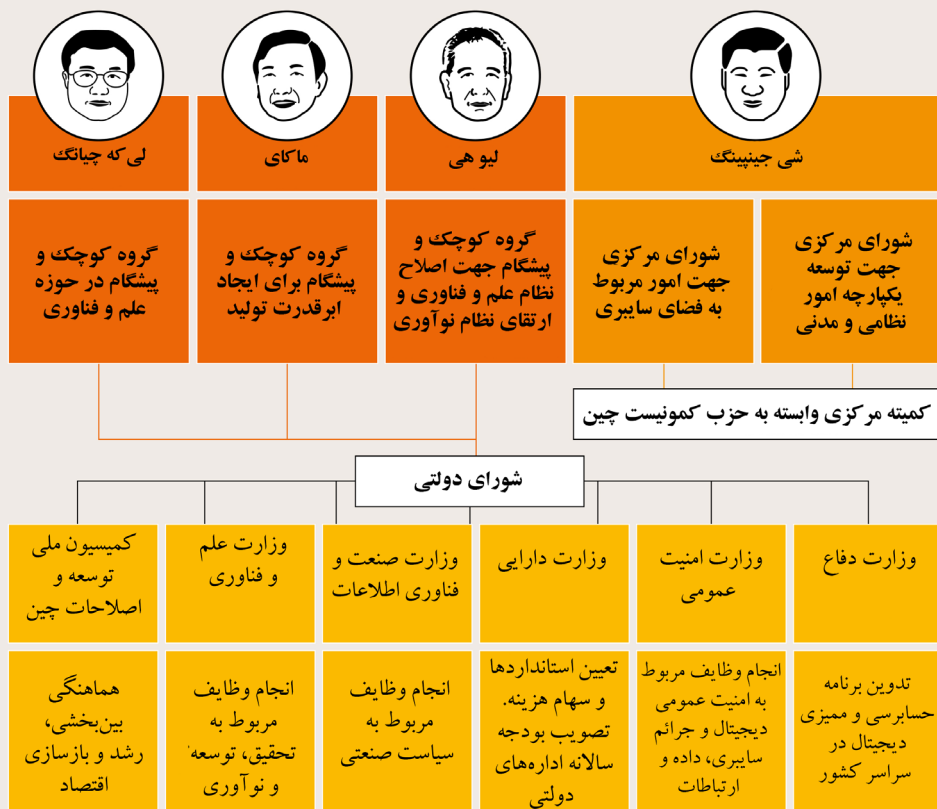 شی جینپینگ
لیو هی
ماکای
لی که چیانگ
شورای مرکزی
جهت توسعه
یکپارچه امور
نظامی و مدنی
شورای مرکزی
جهت امور مربوط
به فضای سایبری
گروه کوچک و
پیشگام جهت اصلاح
نظام علم و فناوری و
ارتقای نظام نوآوری
گروه کوچک و
پیشگام برای ایجاد
ابرقدرت تولید
گروه کوچک و
پیشگام در حوزه
علم و فناوری
کمیته مرکزی وابسته به حزب کمونیست چین
شورای دولتی
وزارت دفاع
وزارت امنیت
عمومی
وزارت دارایی
وزارت صنعت و
فناوری اطلاعات
وزارت علم
و فناوری
کمیسیون ملی
توسعه و
اصلاحات چین
تدوین برنامه
حسابرسی و ممیزی
دیجیتال در
سراسر کشور
انجام وظایف مربوط
به امنیت عمومی
دیجیتال و جرائم
سایبری، داده و
ارتباطات
تعیین استانداردها
و سهام هزینه.
تصویب بودجه
سالانه اداره‌های
دولتی
انجام وظایف
مربوط به
سیاست صنعتی
انجام وظایف
مربوط به
تحقیق، توسعه
و نوآوری
هماهنگی
بین‌بخشی،
رشد و بازسازی
اقتصاد